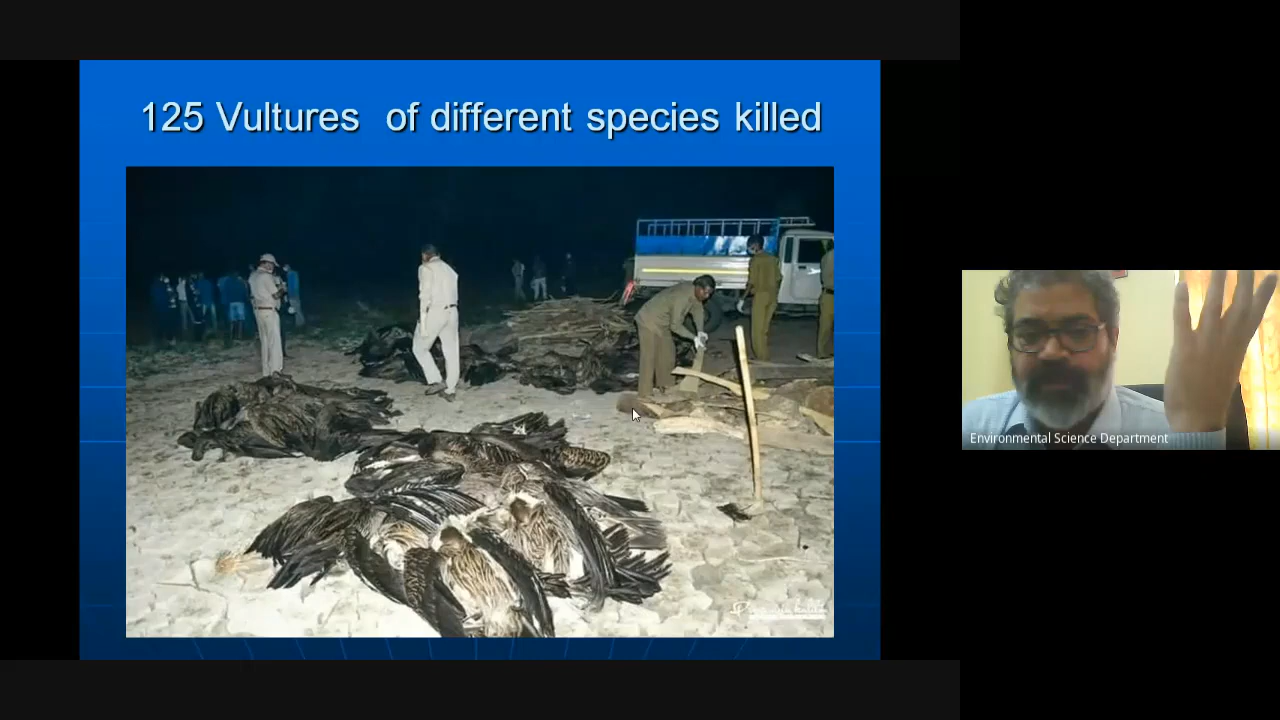 125 Vultures of different species killed
Environmental Science Department